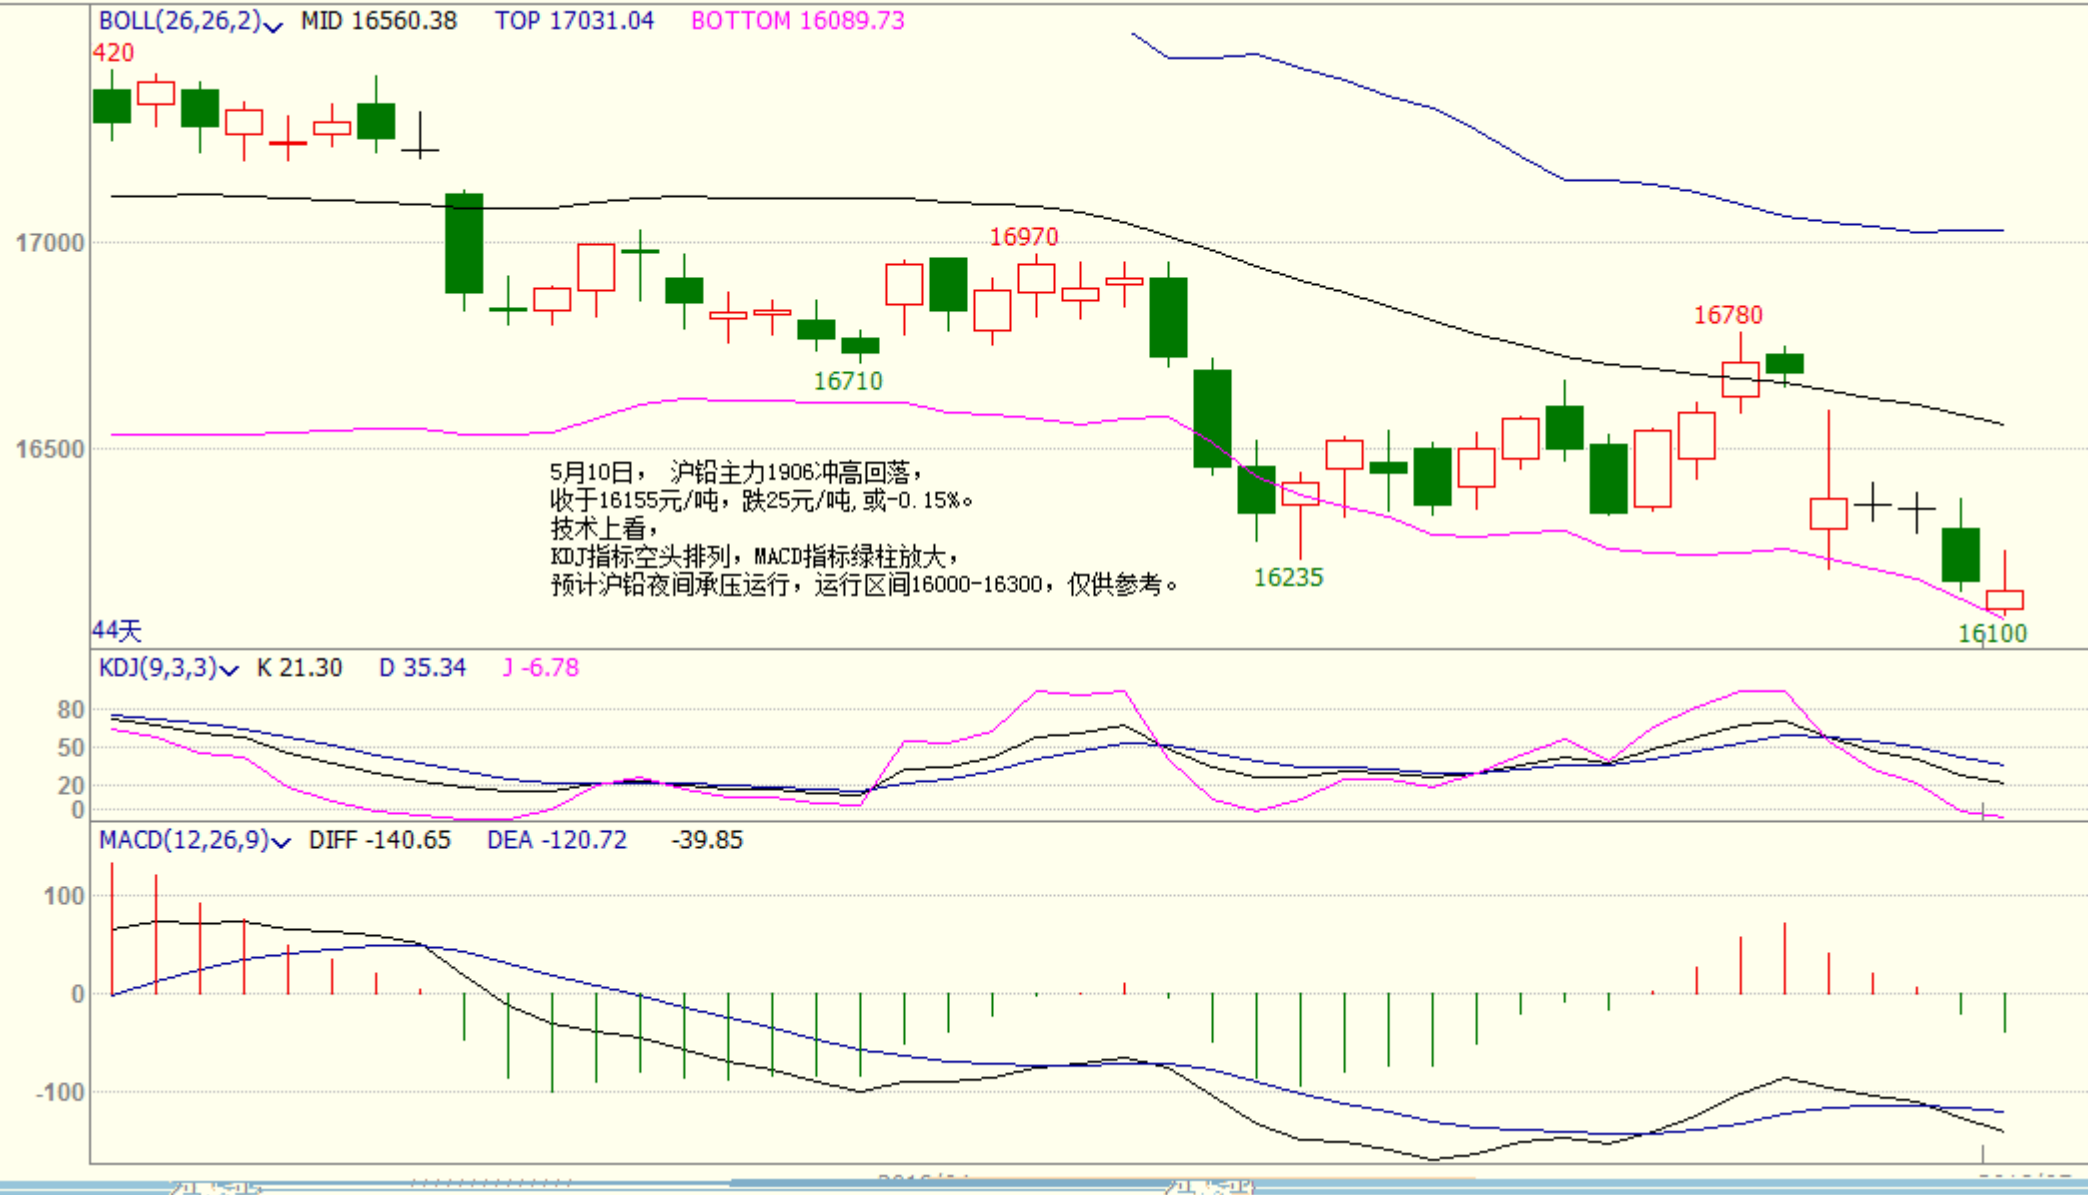 BOLL(26,26,2) MID 16560.38 TOP 17031.04 BOTTOM 16089.73
420
17000
16970
16780
16710
16500
5月10日， 沪铅主力1906冲高回落，
收于16155元/吨，跌25元/吨,或-0.15%。
技术上看，
KDJ指标空头排列，MACD指标绿柱放大，
预计沪铅夜间承压运行，运行区间16000-16300，仅供参考。
16235
44天
16100
KDJ(9,3,3) K 21.30 D 35.34 J -6.78
80
50
20
0
MACD(12,26,9) DIFF -140.65 DEA -120.72 -39.85
100
0
-100